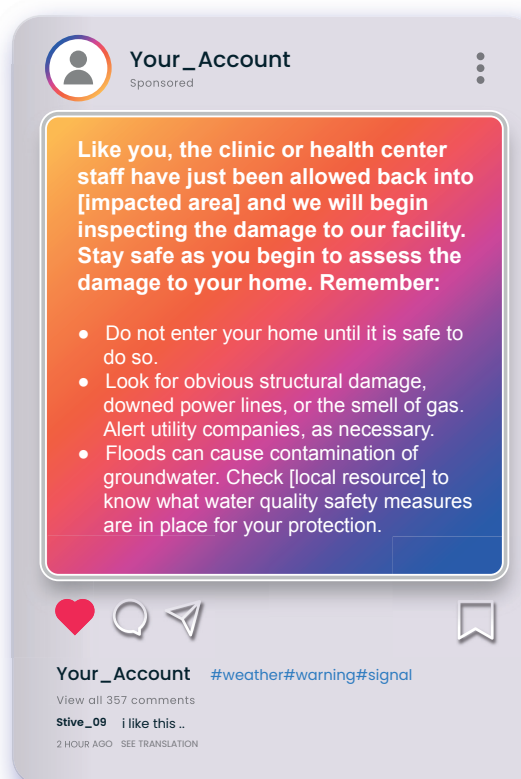 Your_Account
Sponsored
Like you, the clinic or health center
staff have just been allowed back into
[impacted area] and we will begin
inspecting the damage to our facility.
Stay safe as you begin to assess the
damage to your home. Remember:
● Do not enter your home until it is safe to
do so.
● Look for obvious structural damage,
downed power lines, or the smell of gas.
Alert utility companies, as necessary.
● Floods can cause contamination of
groundwater. Check [local resource] to
know what water quality safety measures
are in place for your protection.
Your_Account #weather#warning#signal
View all 357 comments
Stive_09 i like this ..
2 HOUR AGO SEE TRANSLATION